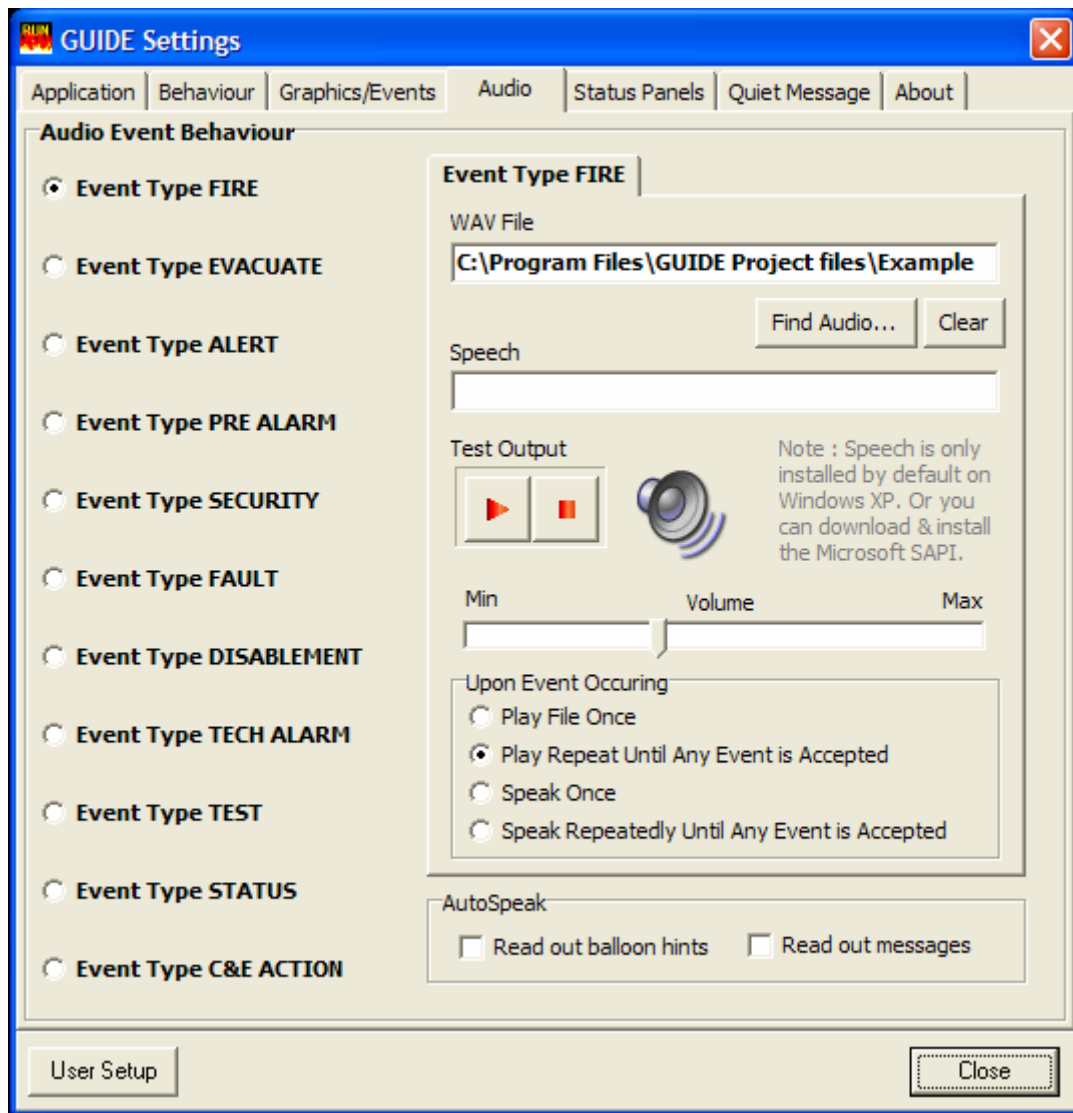 GUIDE Settings
Application
Behaviour
Graphics/Events
Audio
Status Panels
Quiet Message
About
Audio Event Behaviour
Event Type FIRE
Event Type EVACUATE
Event Type ALERT
Event Type PRE ALARM
Event Type SECURITY
Event Type FAULT
Event Type DISABLEMENT
Event Type TECH ALARM
Event Type TEST
Event Type STATUS
Event Type C&E ACTION
Event Type FIRE
WAV File
C:\Program Files\GUIDE Project files\Example
Find Audio...
Clear
Speech
Test Output
Note : Speech is only
installed by default on
Windows XP. Or you
can download & install
the Microsoft SAPI.
Min
Volume
Max
Upon Event Occuring
Play File Once
Play Repeat Until Any Event is Accepted
Speak Once
Speak Repeatedly Until Any Event is Accepted
AutoSpeak
Read out balloon hints
Read out messages
User Setup
Close